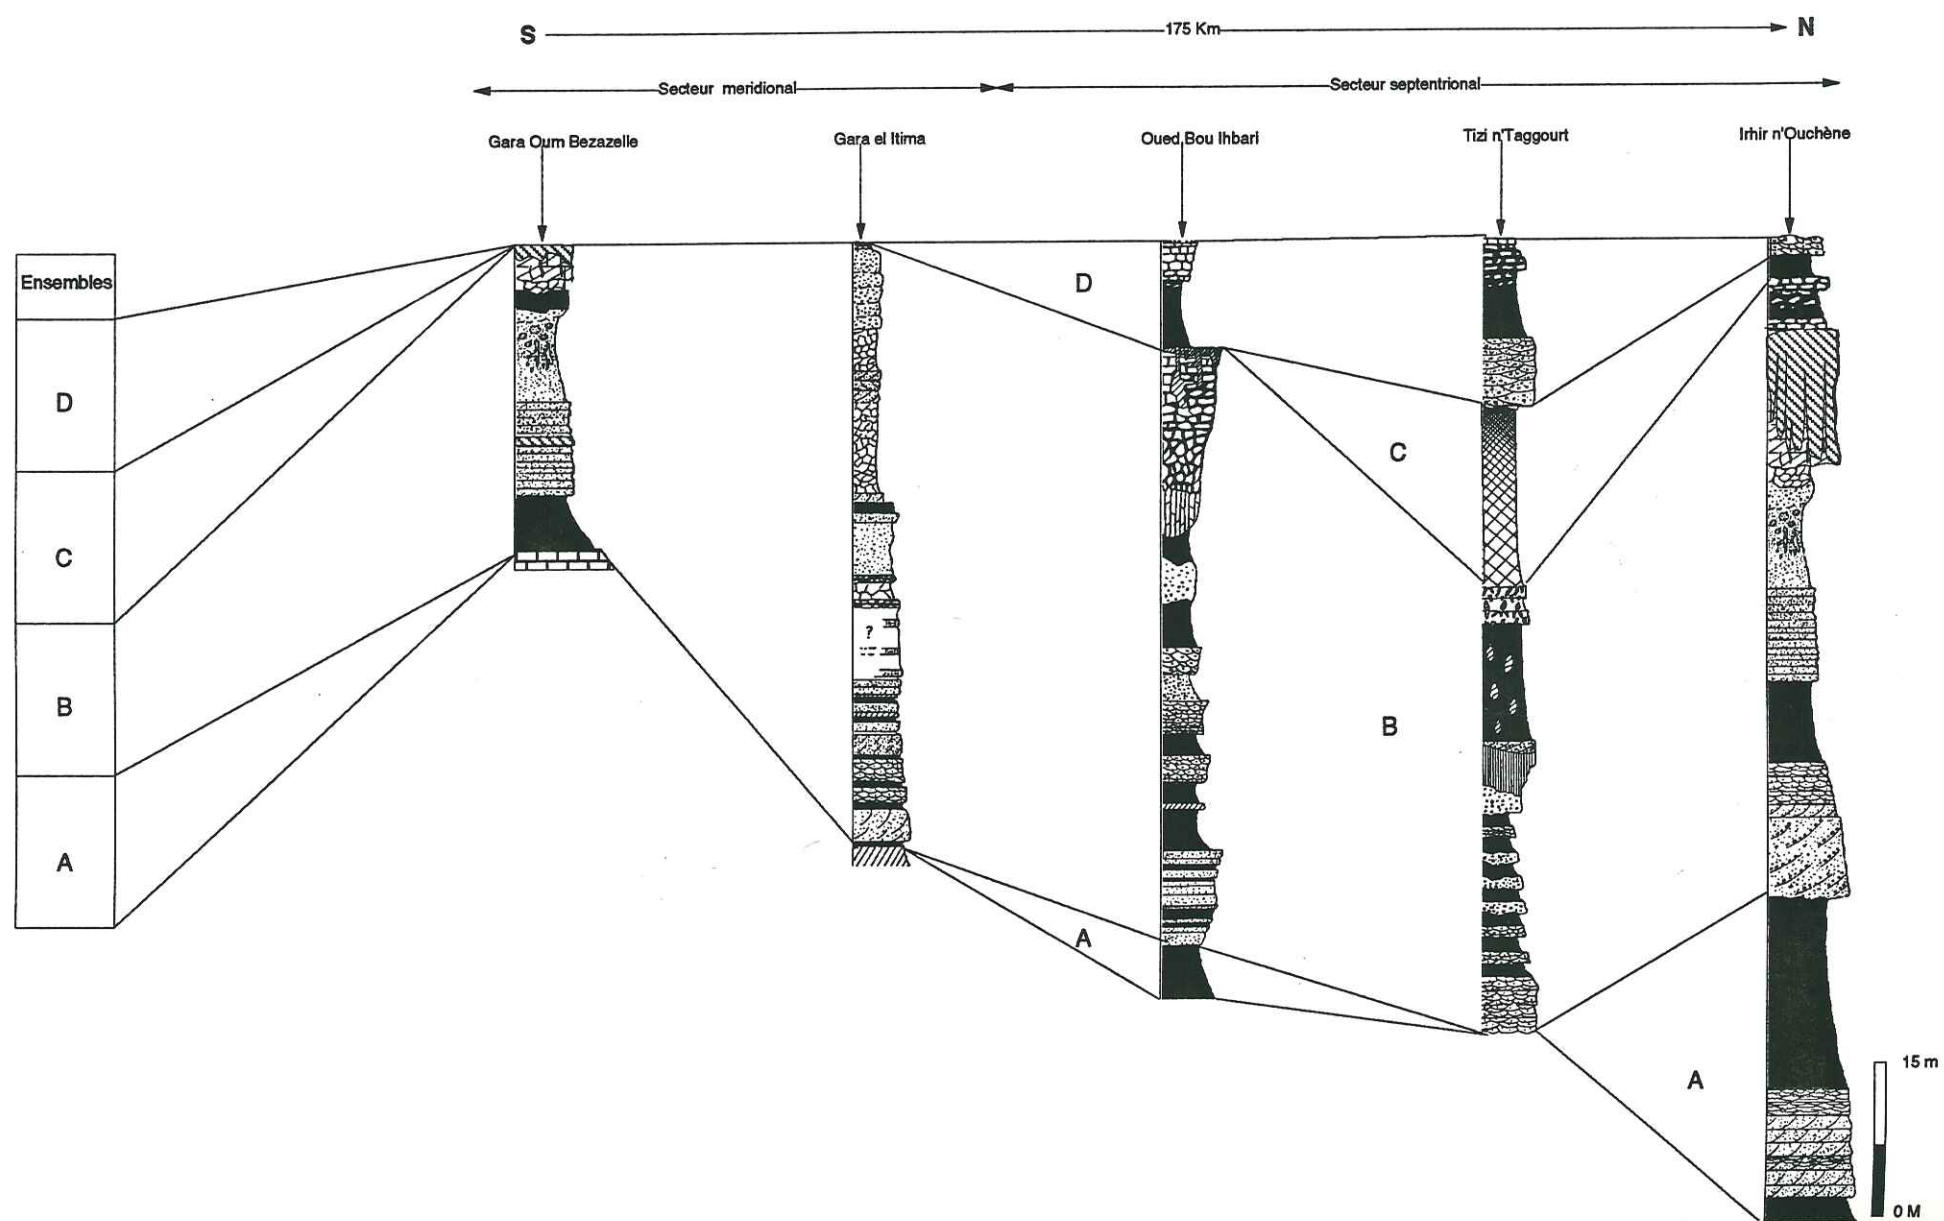 S 175 Km N
Secteur meridional Secteur septentrional
Gara Oum Bezazelle Gara el Itima Oued Bou Ihbari Tizi n'Taggourt Irhir n'Ouchène
Ensembles
D
C
B
A
D
C
B
A
A
?
15 m
0 M